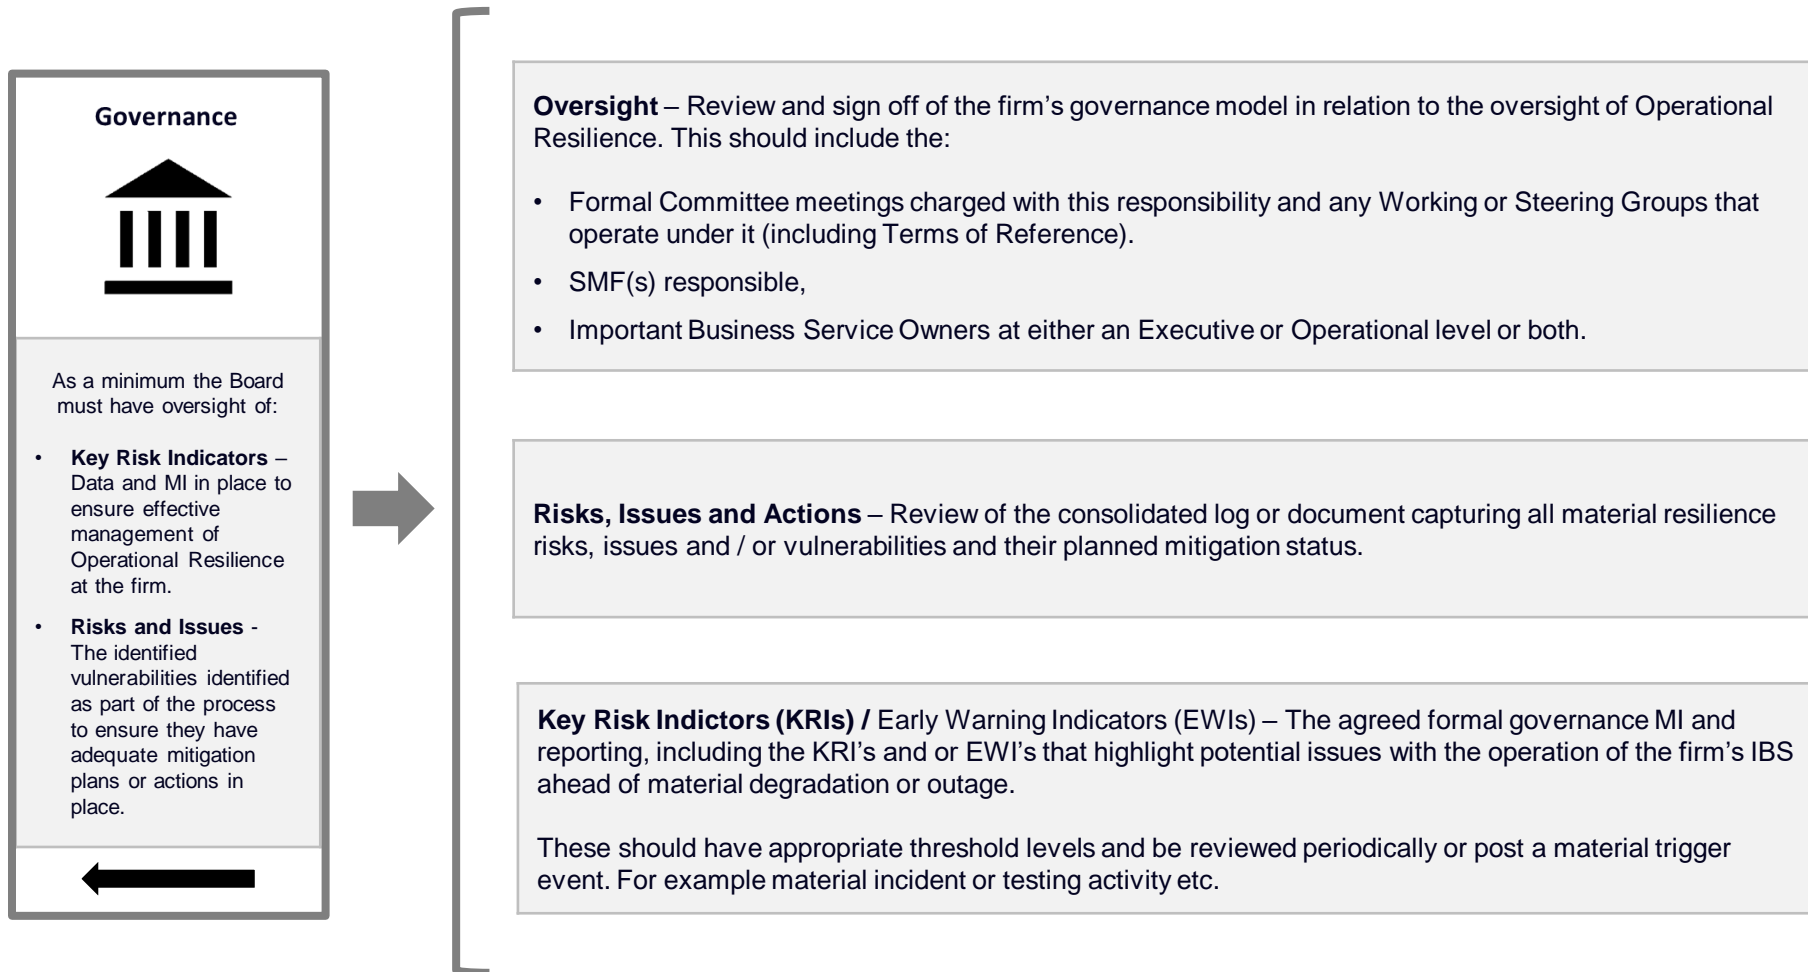 Governance
As a minimum the Board
must have oversight of:
• Key Risk Indicators –
Data and MI in place to
ensure effective
management of
Operational Resilience
at the firm.
• Risks and Issues -
The identified
vulnerabilities identified
as part of the process
to ensure they have
adequate mitigation
plans or actions in
place.
Oversight – Review and sign off of the firm’s governance model in relation to the oversight of Operational
Resilience. This should include the:
• Formal Committee meetings charged with this responsibility and any Working or Steering Groups that
operate under it (including Terms of Reference).
• SMF(s) responsible,
• Important Business Service Owners at either an Executive or Operational level or both.
Risks, Issues and Actions – Review of the consolidated log or document capturing all material resilience
risks, issues and / or vulnerabilities and their planned mitigation status.
Key Risk Indictors (KRIs) / Early Warning Indicators (EWIs) – The agreed formal governance MI and
reporting, including the KRI’s and or EWI’s that highlight potential issues with the operation of the firm’s IBS
ahead of material degradation or outage.
These should have appropriate threshold levels and be reviewed periodically or post a material trigger
event. For example material incident or testing activity etc.